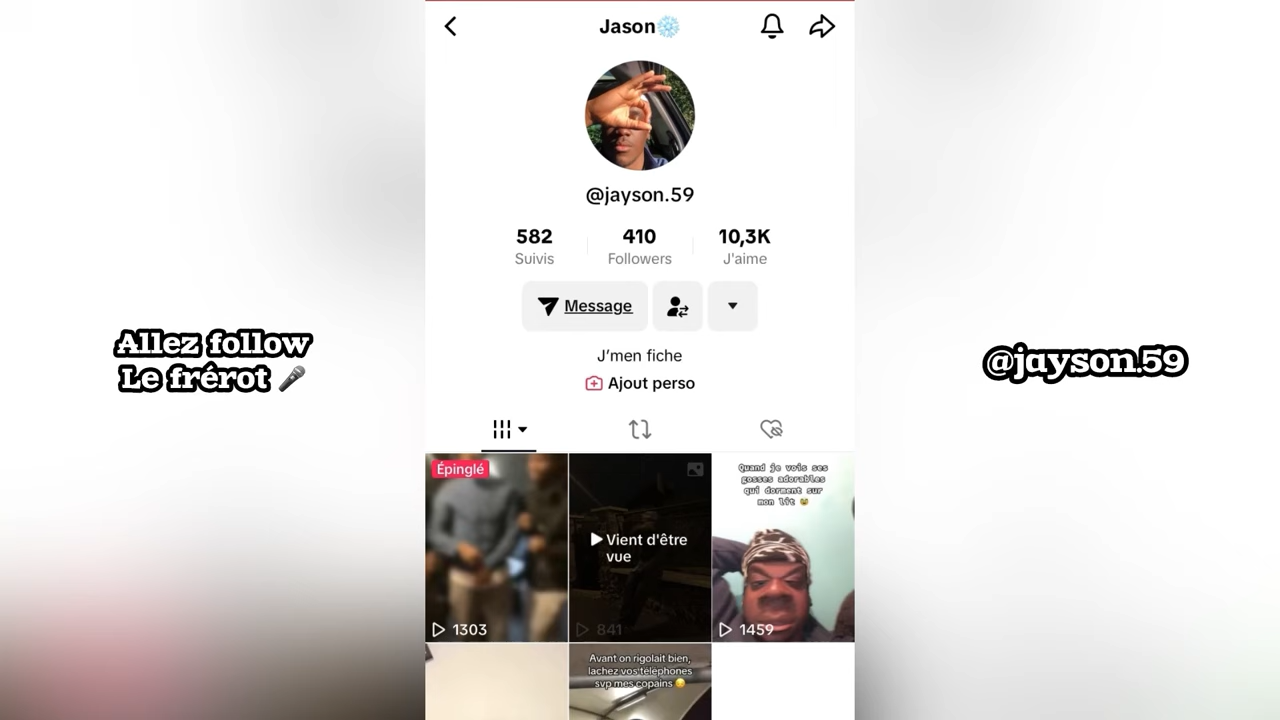 Jason❄️
@jayson.59
582 410 10,3K
Suivis Followers J'aime
Message
J’men fiche
Ajout perso
Allez follow
Le frérot 🎤
@jayson.59
Épinglé
1303
Vient d'être
vue
841
Quand je vois ses
gosses adorables
qui dorment sur
mon lit
1459
Avant on rigolait bien,
lachez vos téléphones
svp mes copains